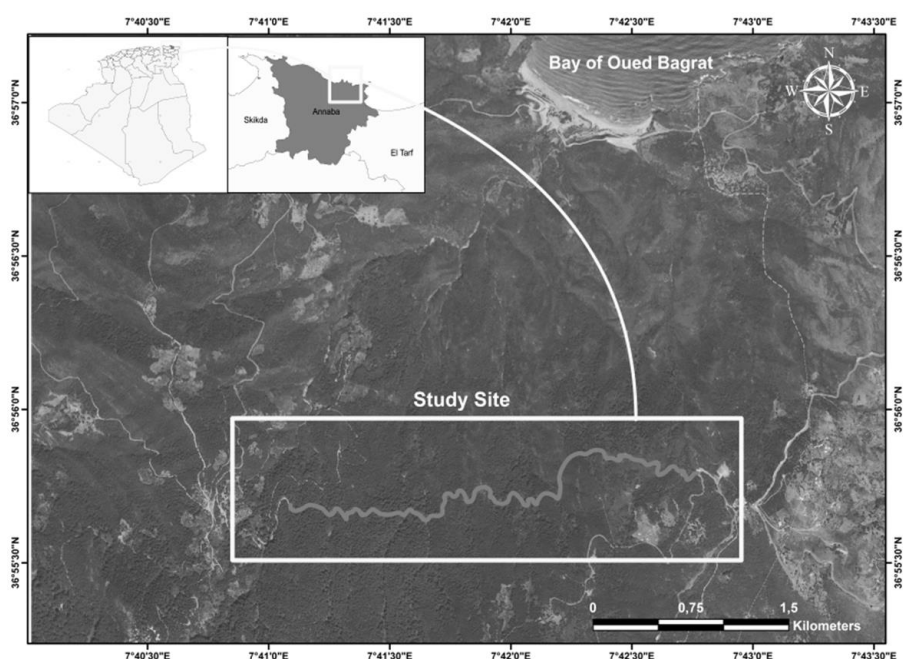 7°40'30"E 7°41'0"E 7°41'30"E 7°42'0"E 7°42'30"E 7°43'0"E 7°43'30"E
Bay of Oued Bagrat
N
W E
S
Skikda
Annaba
El Tarf
36°57'0"N 36°57'0"N
36°56'30"N 36°56'30"N
Study Site
36°56'0"N 36°56'0"N
36°55'30"N 36°55'30"N
0 0,75 1,5
Kilometers
7°40'30"E 7°41'0"E 7°41'30"E 7°42'0"E 7°42'30"E 7°43'0"E 7°43'30"E